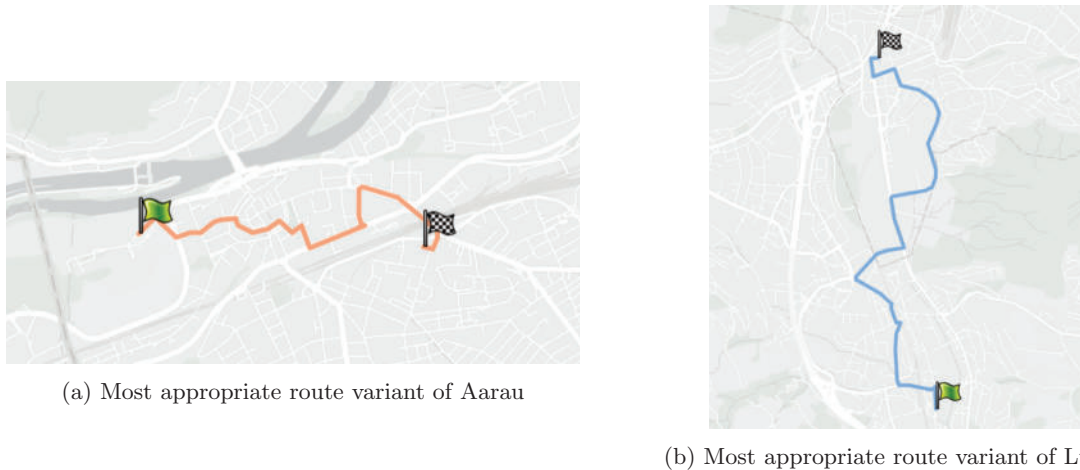 (a) Most appropriate route variant of Aarau
(b) Most appropriate route variant of